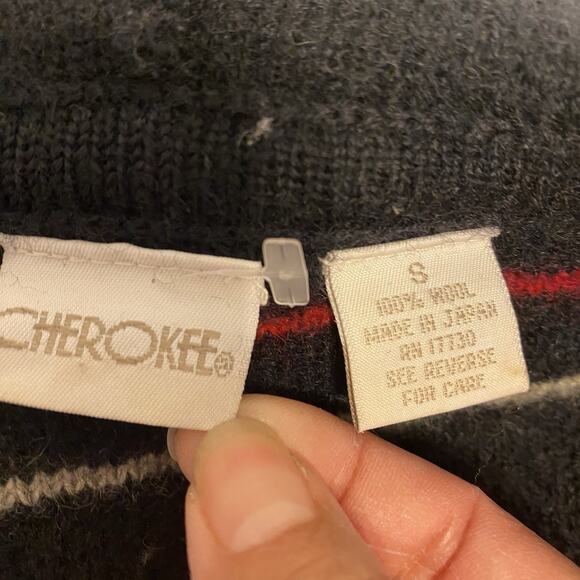 CHEROKEE®
S
100% WOOL
MADE IN JAPAN
RN 17730
SEE REVERSE
FOR CARE